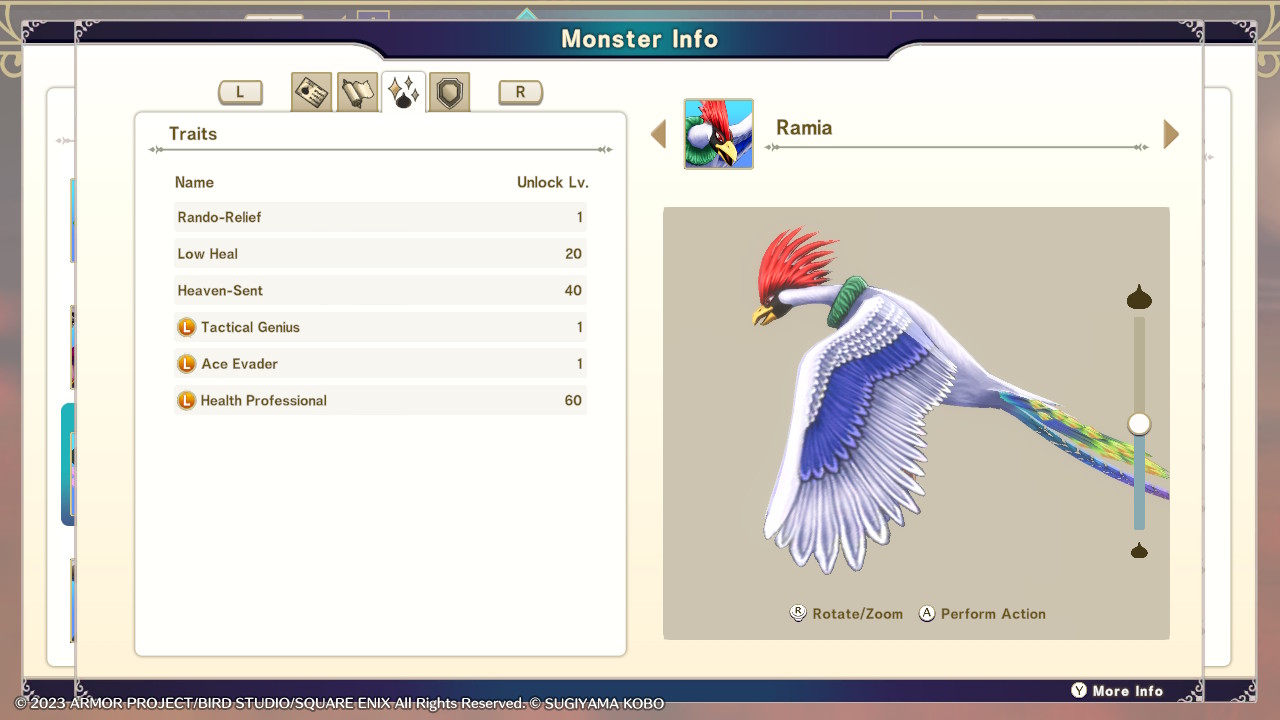 Monster Info
L
R
Traits
Name Unlock Lv.
Rando-Relief 1
Low Heal 20
Heaven-Sent 40
L Tactical Genius 1
L Ace Evader 1
L Health Professional 60
Ramia
R Rotate/Zoom A Perform Action
Y More Info
© 2023 ARMOR PROJECT/BIRD STUDIO/SQUARE ENIX All Rights Reserved. © SUGIYAMA KOBO